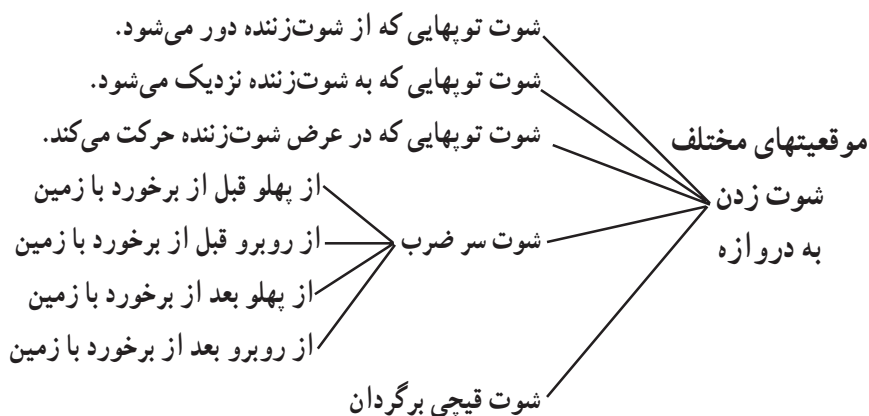 موقعیتهای مختلف
شوت زدن
به دروازه
شوت توپهایی که از شوت‌زننده دور می‌شود.
شوت توپهایی که به شوت‌زننده نزدیک می‌شود.
شوت توپهایی که در عرض شوت‌زننده حرکت می‌کند.
شوت سر ضرب
از پهلو قبل از برخورد با زمین
از روبرو قبل از برخورد با زمین
از پهلو بعد از برخورد با زمین
از روبرو بعد از برخورد با زمین
شوت قیچی برگردان